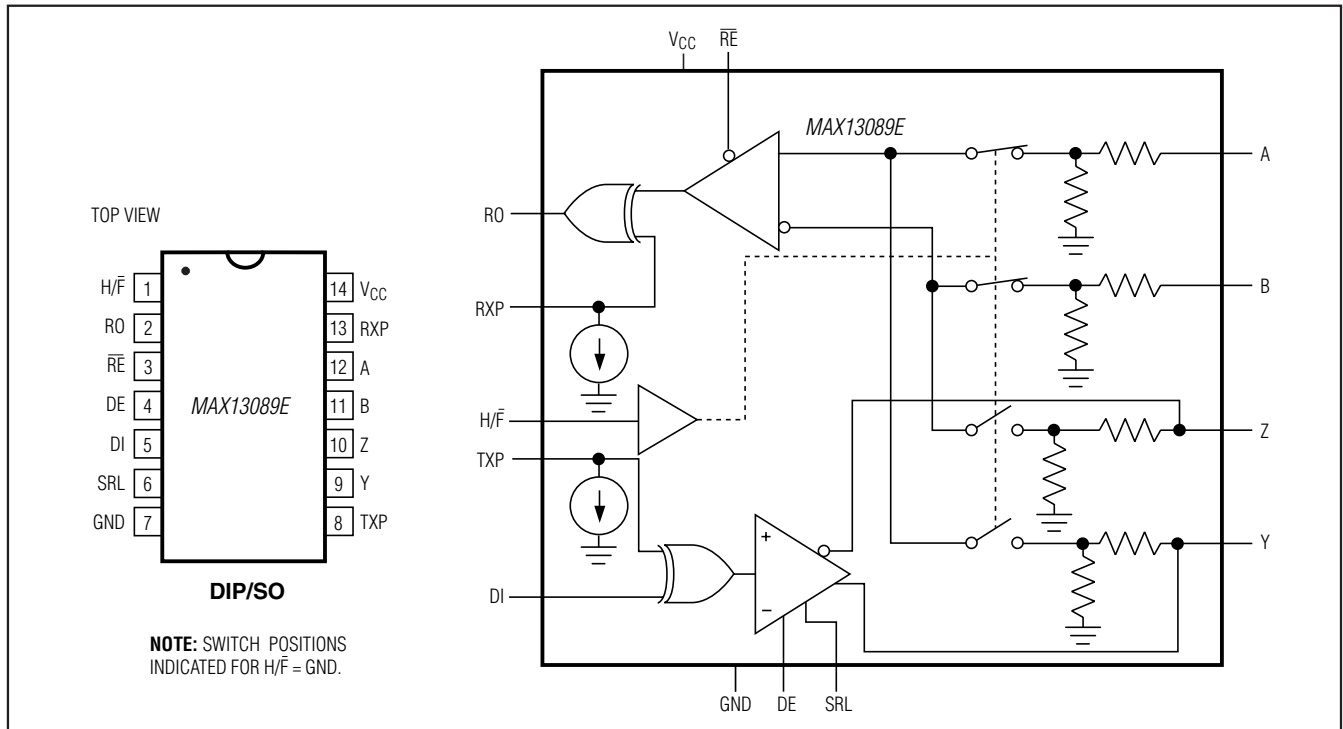 TOP VIEW
H/F̅ 1
RO 2
R̅E̅ 3
DE 4
DI 5
SRL 6
GND 7
MAX13089E
14 VCC
13 RXP
12 A
11 B
10 Z
9 Y
8 TXP
DIP/SO
NOTE: SWITCH POSITIONS
INDICATED FOR H/F̅ = GND.
VCC R̅E̅
MAX13089E
A
RO
B
RXP
H/F̅
Z
TXP
+
Y
DI
−
GND DE SRL